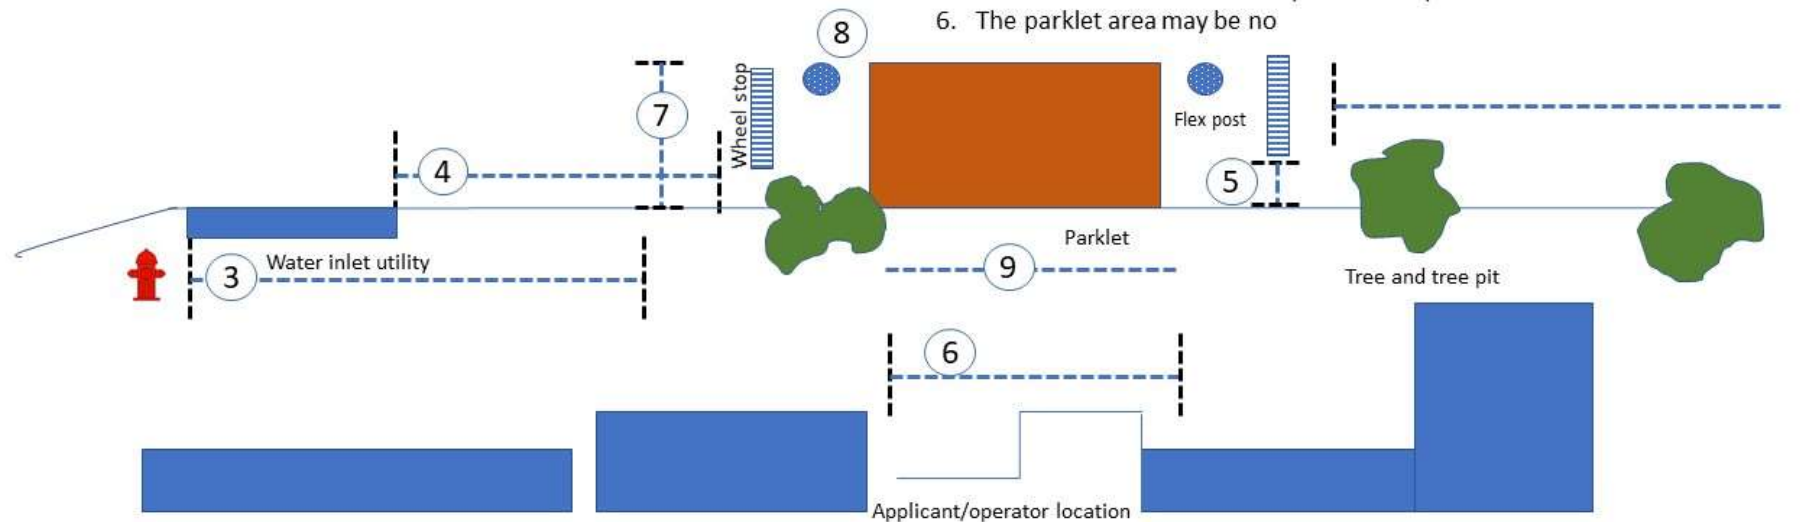 6. The parklet area may be no
8
7
Wheel stop
Flex post
4
5
Parklet
3
Water inlet utility
9
Tree and tree pit
6
Applicant/operator location